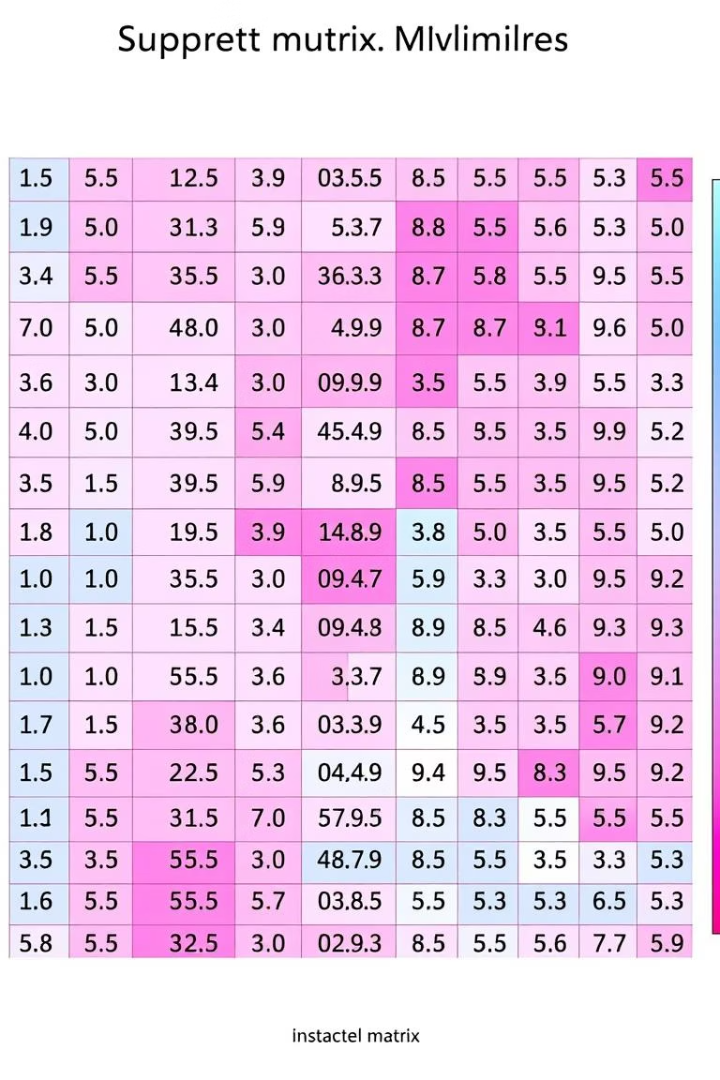 Supprett mutrix. Mlvlimilres
1.5 5.5 12.5 3.9 03.5.5 8.5 5.5 5.5 5.3 5.5
1.9 5.0 31.3 5.9 5.3.7 8.8 5.5 5.6 5.3 5.0
3.4 5.5 35.5 3.0 36.3.3 8.7 5.8 5.5 9.5 5.5
7.0 5.0 48.0 3.0 4.9.9 8.7 8.7 9.6 5.0
3.6 3.0 13.4 3.0 09.9.9 3.5 5.5 3.9 5.5 3.3
4.0 5.0 39.5 5.4 45.4.9 8.5 3.5 9.9 5.2
3.5 1.5 39.5 5.9 8.9.5 8.5 5.5 3.5 9.5 5.2
1.8 1.0 19.5 3.9 14.8.9 3.8 5.0 3.5 5.5 5.0
1.0 1.0 35.5 3.0 09.4.7 5.9 3.3 3.0 9.5 9.2
1.3 1.5 15.5 3.4 09.4.8 8.9 8.5 4.6 9.3 9.3
1.0 1.0 55.5 3.6 3.3.7 8.9 9.0 9.1
1.7 1.5 38.0 3.6 03.3.9 4.5 3.5 3.5 5.7 9.2
1.5 5.5 22.5 5.3 04,4.9 9.4 9.5 8.3 9.5 9.2
5.5 31.5 7.0 57.9.5 8.5 8.3 5.5 5.5 5.5
3.5 3.5 55.5 3.0 48.7.9 8.5 5.5 3.5 3.3 5.3
1.6 5.5 55.5 5.7 03.8.5 5.5 5.3 5.3 6.5 5.3
5.8 5.5 32.5 3.0 02.9.3 8.5 5.5 5.6 7.7 5.9
instactel matrix